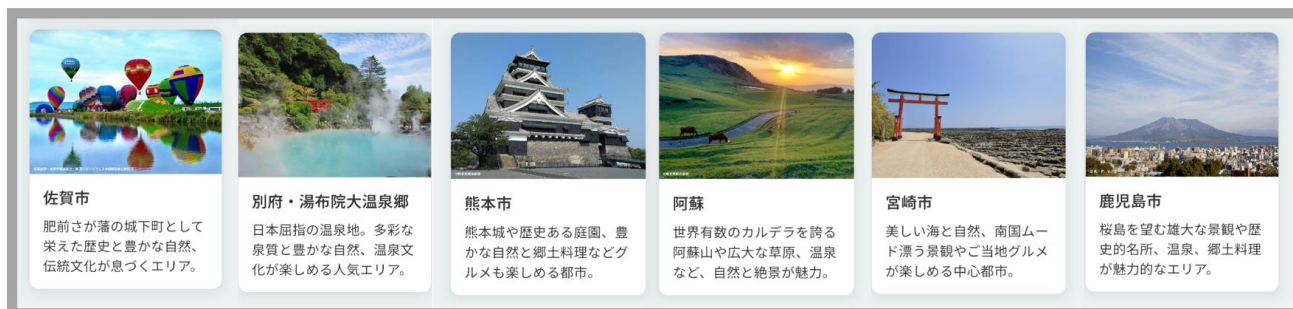 佐賀市
肥前さが藩の城下町として
栄えた歴史と豊かな自然、
伝統文化が息づくエリア。
別府・湯布院大温泉郷
日本屈指の温泉地。多彩な
泉質と豊かな自然、温泉文
化が楽しめる人気エリア。
熊本市
熊本城や歴史ある庭園、豊
かな自然と郷土料理などグ
ルメも楽しめる都市。
阿蘇
世界有数のカルデラを誇る
阿蘇山や広大な草原、温泉
など、自然と絶景が魅力。
宮崎市
美しい海と自然、南国ムー
ド漂う景観やご当地グルメ
が楽しめる中心都市。
鹿児島市
桜島を望む雄大な景観や歴
史的名所、温泉、郷土料理
が魅力的なエリア。